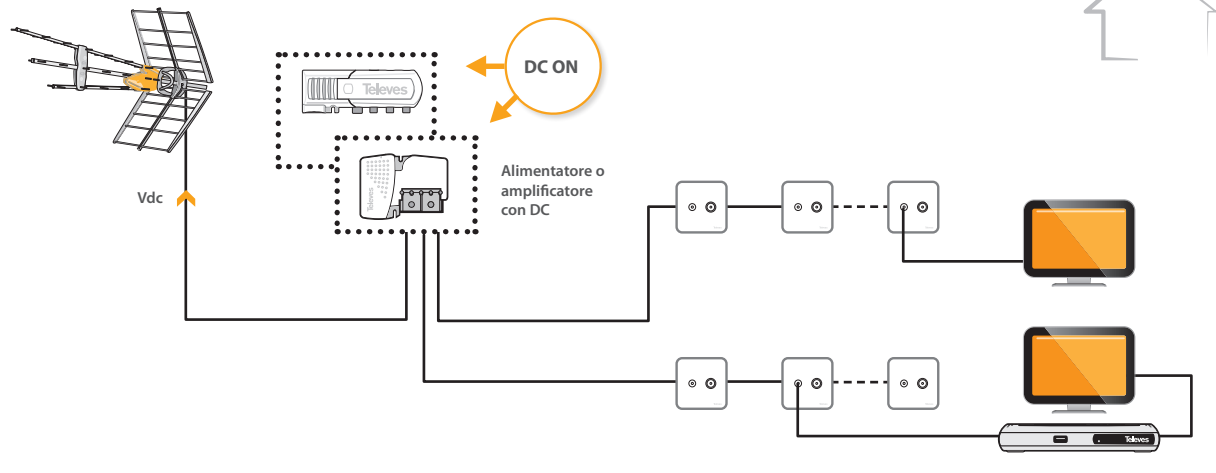 DC ON
Televes
Alimentatore o
amplificatore
con DC
Televes
Vdc
Televes